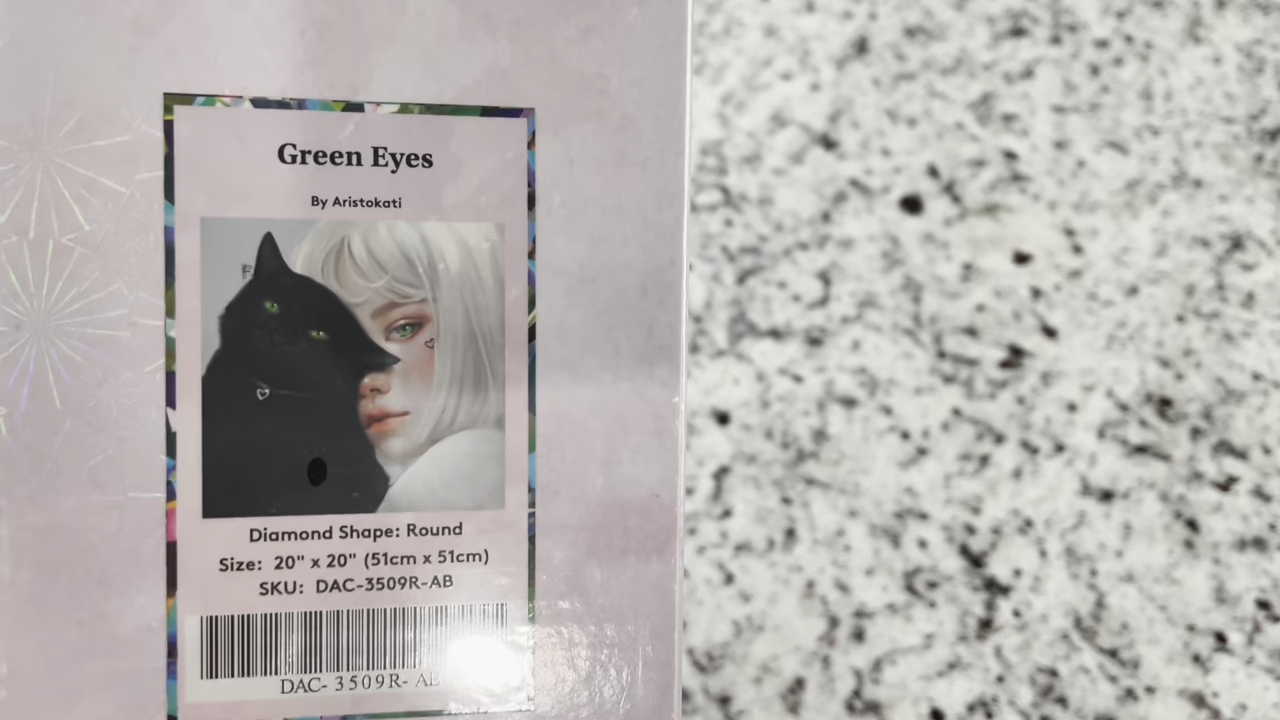 Green Eyes
By Aristokati
Diamond Shape: Round
Size: 20" x 20" (51cm x 51cm)
SKU: DAC-3509R-AB
DAC- 3509R-